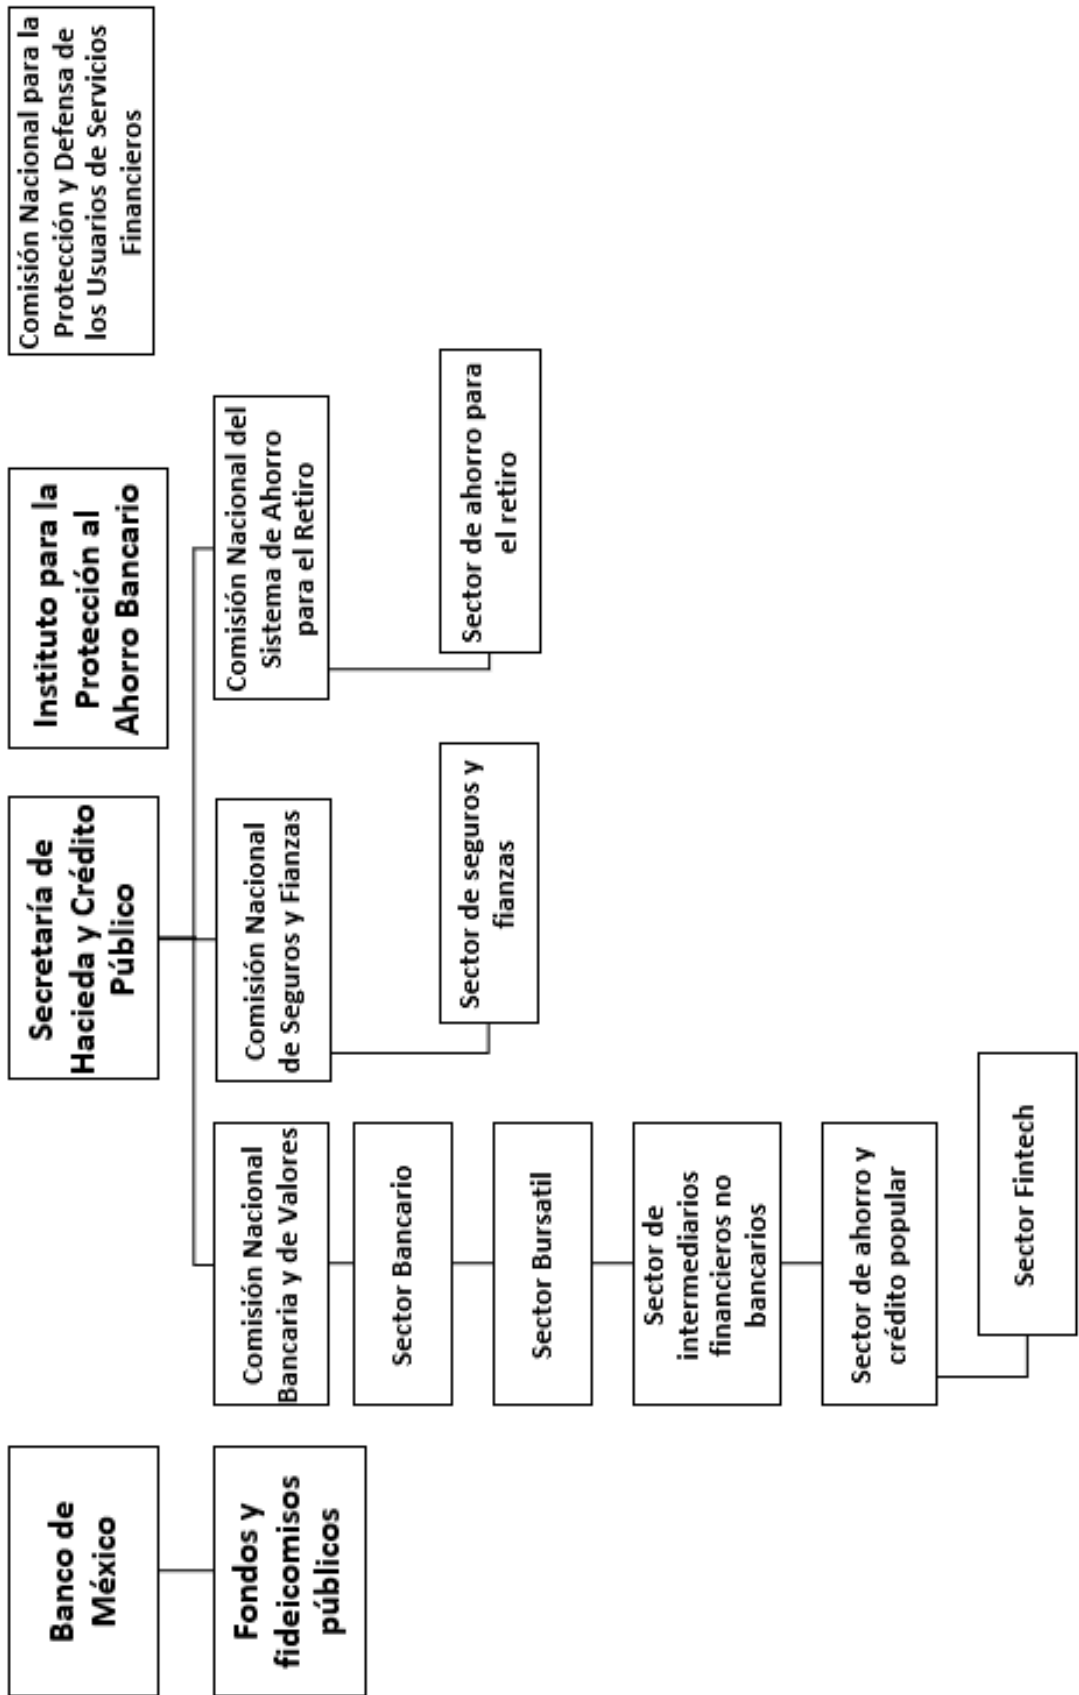 Banco de
México
Secretaría de
Hacieda y Crédito
Público
Instituto para la
Protección al
Ahorro Bancario
Comisión Nacional para la
Protección y Defensa de
los Usuarios de Servicios
Financieros
Fondos y
fideicomisos
públicos
Comisión Nacional
Bancaria y de Valores
Comisión Nacional
de Seguros y Fianzas
Comisión Nacional del
Sistema de Ahorro
para el Retiro
Sector Bancario
Sector de seguros y
fianzas
Sector de ahorro para
el retiro
Sector Bursatil
Sector de
intermediarios
financieros no
bancarios
Sector de ahorro y
crédito popular
Sector Fintech